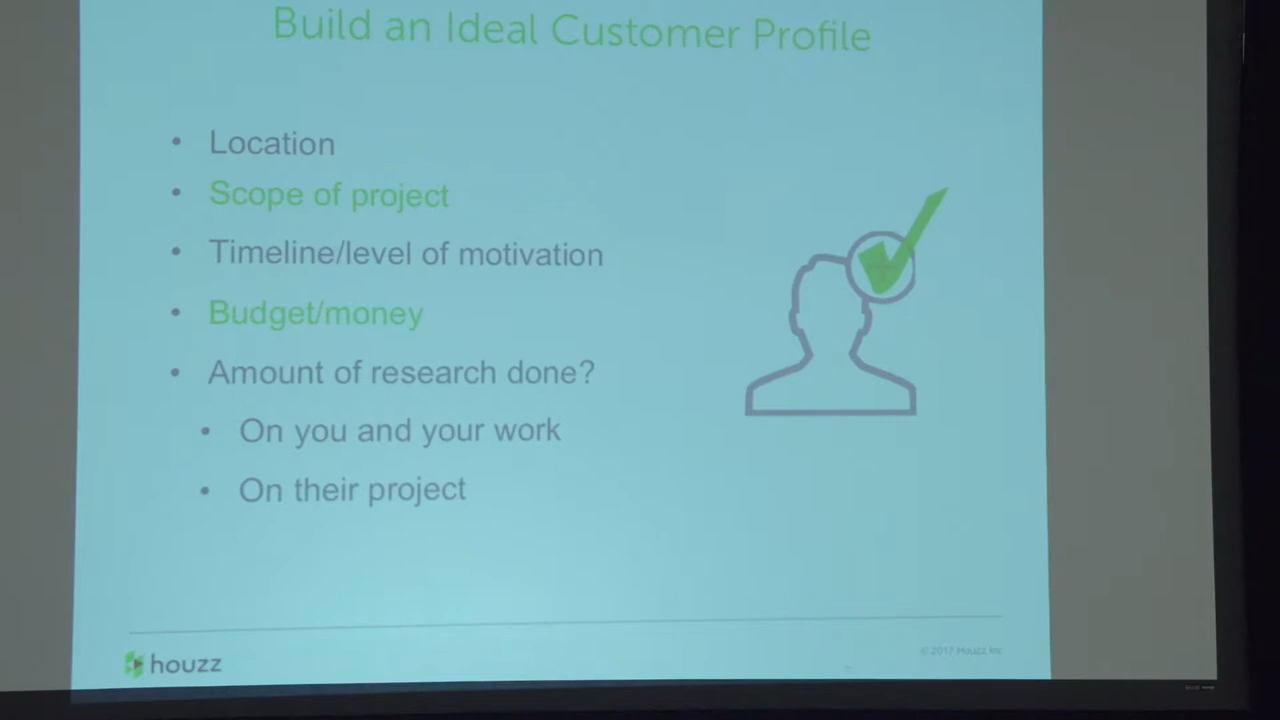 Build an Ideal Customer Profile
• Location
• Scope of project
• Timeline/level of motivation
• Budget/money
• Amount of research done?
• On you and your work
• On their project
houzz
© 2017 Houzz Inc